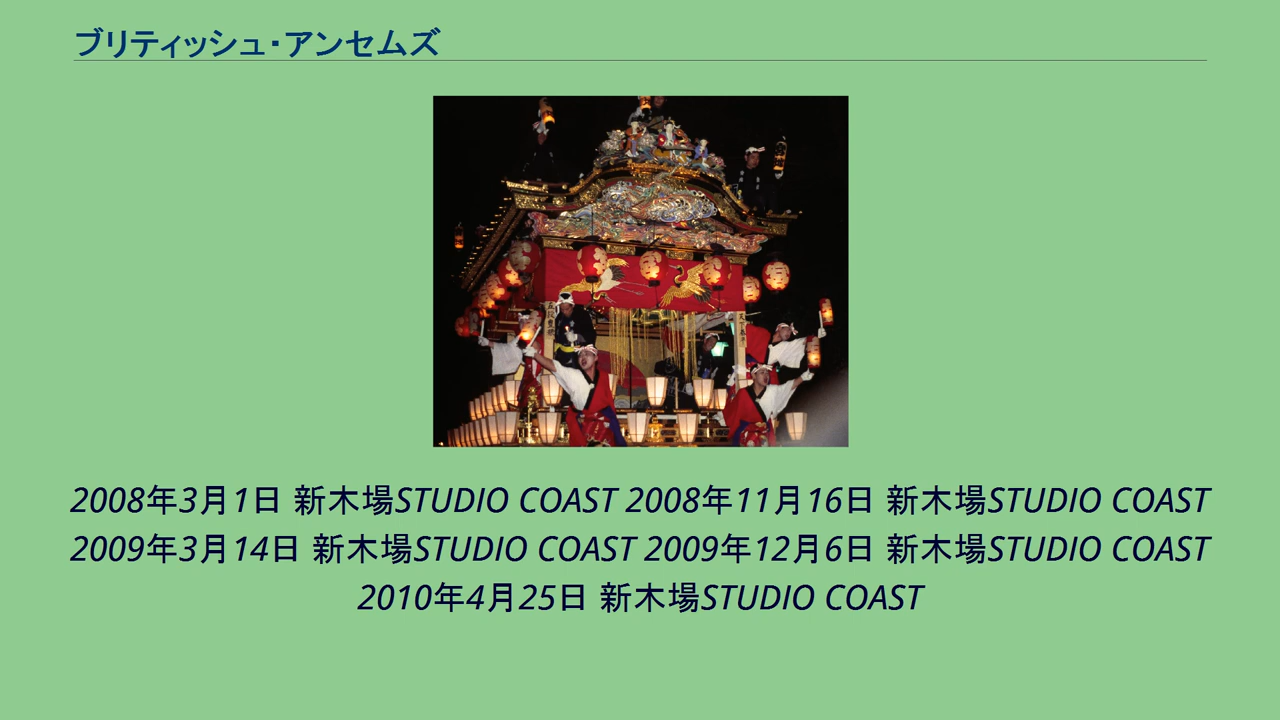 ブリティッシュ・アンセムズ
2008年3月1日 新木場STUDIO COAST 2008年11月16日 新木場STUDIO COAST
2009年3月14日 新木場STUDIO COAST 2009年12月6日 新木場STUDIO COAST
2010年4月25日 新木場STUDIO COAST